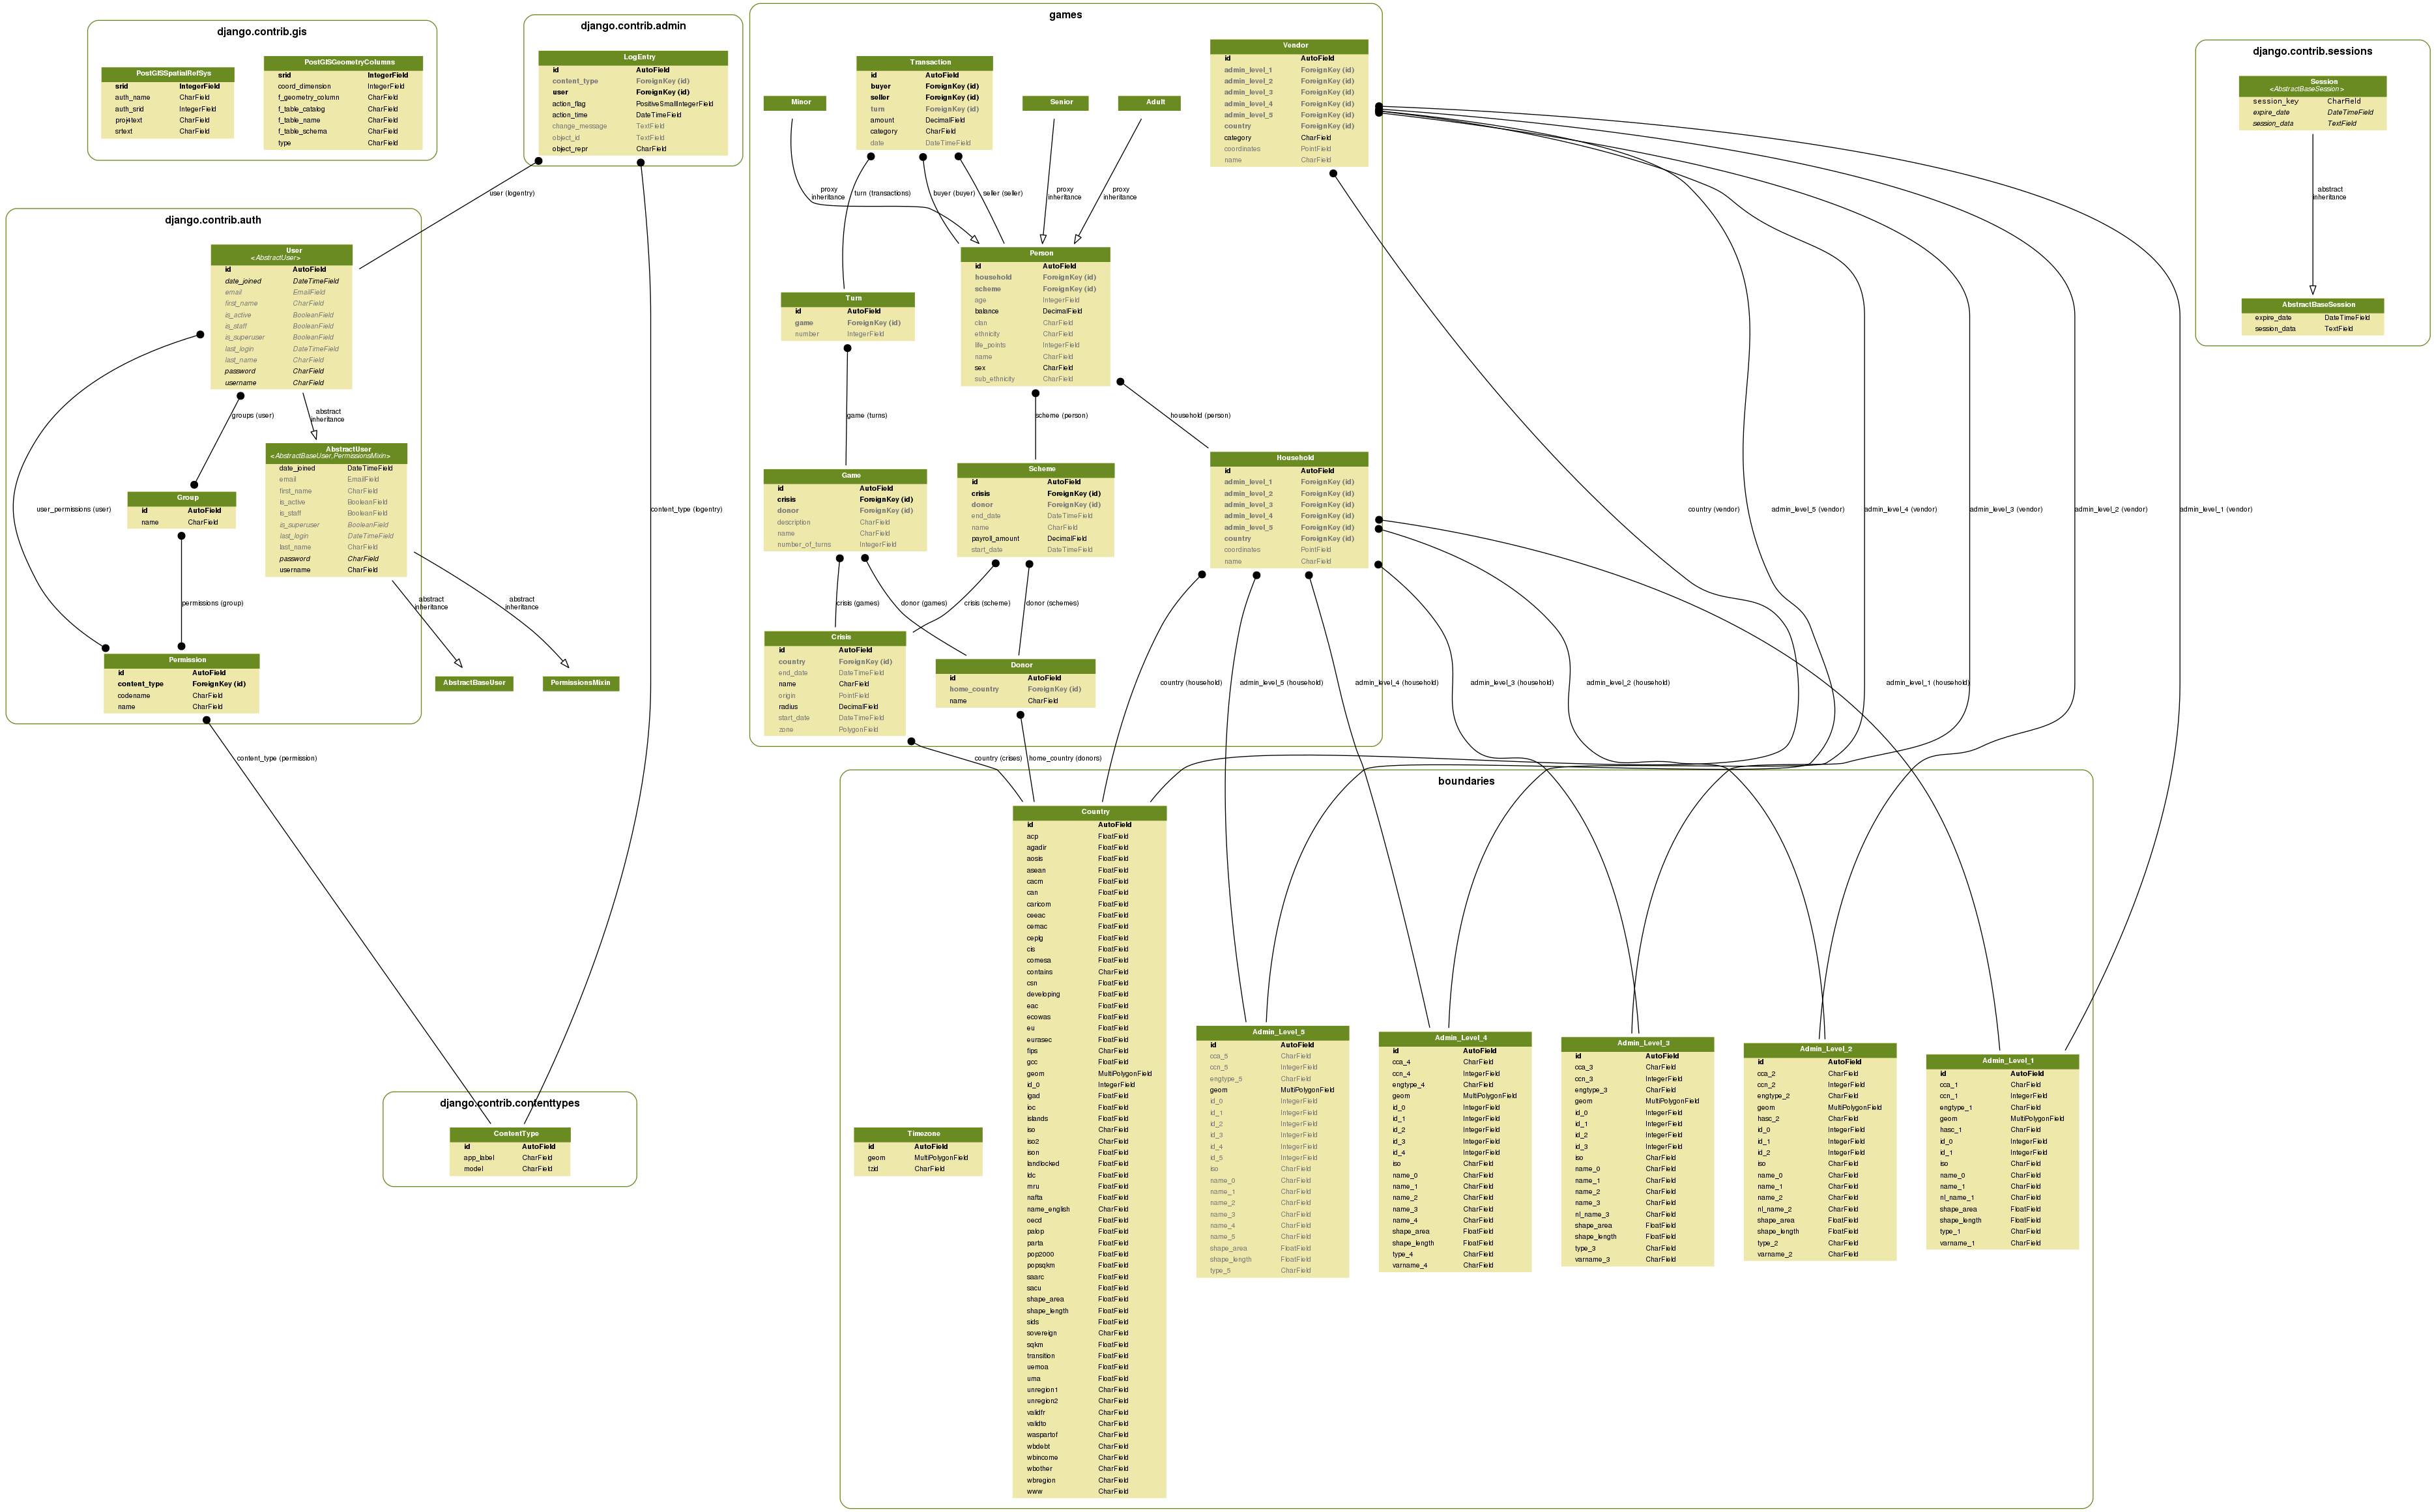 django.contrib.gis
PostGISSpatialRefSys
srid IntegerField
auth_name CharField
auth_srid IntegerField
proj4text CharField
srtext CharField
PostGISGeometryColumns
srid IntegerField
coord_dimension IntegerField
f_geometry_column CharField
f_table_catalog CharField
f_table_name CharField
f_table_schema CharField
type CharField
django.contrib.admin
LogEntry
id AutoField
content_type ForeignKey (id)
user ForeignKey (id)
action_flag PositiveSmallIntegerField
action_time DateTimeField
change_message TextField
object_id TextField
object_repr CharField
user (logentry)
content_type (logentry)
django.contrib.auth
User
<AbstractUser>
id AutoField
date_joined DateTimeField
email EmailField
first_name CharField
is_active BooleanField
is_staff BooleanField
is_superuser BooleanField
last_login DateTimeField
last_name CharField
password CharField
username CharField
groups (user)
abstract
inheritance
user_permissions (user)
AbstractUser
<AbstractBaseUser,PermissionsMixin>
date_joined DateTimeField
email EmailField
first_name CharField
is_active BooleanField
is_staff BooleanField
is_superuser BooleanField
last_login DateTimeField
last_name CharField
password CharField
username CharField
Group
id AutoField
name CharField
permissions (group)
abstract
inheritance
abstract
inheritance
Permission
id AutoField
content_type ForeignKey (id)
codename CharField
name CharField
AbstractBaseUser
PermissionsMixin
content_type (permission)
django.contrib.contenttypes
ContentType
id AutoField
app_label CharField
model CharField
games
Minor
Transaction
id AutoField
buyer ForeignKey (id)
seller ForeignKey (id)
turn ForeignKey (id)
amount DecimalField
category CharField
date DateTimeField
Senior
Adult
Vendor
id AutoField
admin_level_1 ForeignKey (id)
admin_level_2 ForeignKey (id)
admin_level_3 ForeignKey (id)
admin_level_4 ForeignKey (id)
admin_level_5 ForeignKey (id)
country ForeignKey (id)
category CharField
coordinates PointField
name CharField
proxy
inheritance
turn (transactions)
buyer (buyer)
seller (seller)
proxy
inheritance
proxy
inheritance
Person
id AutoField
household ForeignKey (id)
scheme ForeignKey (id)
age IntegerField
balance DecimalField
clan CharField
ethnicity CharField
life_points IntegerField
name CharField
sex CharField
sub_ethnicity CharField
Turn
id AutoField
game ForeignKey (id)
number IntegerField
game (turns)
scheme (person)
household (person)
Game
id AutoField
crisis ForeignKey (id)
donor ForeignKey (id)
description CharField
name CharField
number_of_turns IntegerField
Scheme
id AutoField
crisis ForeignKey (id)
donor ForeignKey (id)
end_date DateTimeField
name CharField
payroll_amount DecimalField
start_date DateTimeField
Household
id AutoField
admin_level_1 ForeignKey (id)
admin_level_2 ForeignKey (id)
admin_level_3 ForeignKey (id)
admin_level_4 ForeignKey (id)
admin_level_5 ForeignKey (id)
country ForeignKey (id)
coordinates PointField
name CharField
crisis (games)
donor (games)
crisis (scheme)
donor (schemes)
Crisis
id AutoField
country ForeignKey (id)
end_date DateTimeField
name CharField
origin PointField
radius DecimalField
start_date DateTimeField
zone PolygonField
Donor
id AutoField
home_country ForeignKey (id)
name CharField
country (vendor)
admin_level_5 (vendor)
admin_level_4 (vendor)
admin_level_3 (vendor)
admin_level_2 (vendor)
admin_level_1 (vendor)
country (household)
admin_level_5 (household)
admin_level_4 (household)
admin_level_3 (household)
admin_level_2 (household)
admin_level_1 (household)
country (crises)
home_country (donors)
django.contrib.sessions
Session
<AbstractBaseSession>
session_key CharField
expire_date DateTimeField
session_data TextField
abstract
inheritance
AbstractBaseSession
expire_date DateTimeField
session_data TextField
boundaries
Timezone
id AutoField
geom MultiPolygonField
tzid CharField
Country
id AutoField
acp FloatField
agadir FloatField
aosis FloatField
asean FloatField
cacm FloatField
can FloatField
caricom FloatField
ceeac FloatField
cemac FloatField
ceplg FloatField
cis FloatField
comesa FloatField
contains CharField
csn FloatField
developing FloatField
eac FloatField
ecowas FloatField
eu FloatField
eurasec FloatField
fips CharField
gcc FloatField
geom MultiPolygonField
id_0 IntegerField
igad FloatField
ioc FloatField
islands FloatField
iso CharField
iso2 CharField
ison FloatField
landlocked FloatField
ldc FloatField
mru FloatField
nafta FloatField
name_english CharField
oecd FloatField
palop FloatField
parta FloatField
pop2000 FloatField
popsqkm FloatField
saarc FloatField
sacu FloatField
shape_area FloatField
shape_length FloatField
sids FloatField
sovereign CharField
sqkm FloatField
transition FloatField
uemoa FloatField
uma FloatField
unregion1 CharField
unregion2 CharField
validfr CharField
validto CharField
waspartof CharField
wbdebt CharField
wbincome CharField
wbother CharField
wbregion CharField
www CharField
Admin_Level_5
id AutoField
cca_5 CharField
ccn_5 IntegerField
engtype_5 CharField
geom MultiPolygonField
id_0 IntegerField
id_1 IntegerField
id_2 IntegerField
id_3 IntegerField
id_4 IntegerField
id_5 IntegerField
iso CharField
name_0 CharField
name_1 CharField
name_2 CharField
name_3 CharField
name_4 CharField
name_5 CharField
shape_area FloatField
shape_length FloatField
type_5 CharField
Admin_Level_4
id AutoField
cca_4 CharField
ccn_4 IntegerField
engtype_4 CharField
geom MultiPolygonField
id_0 IntegerField
id_1 IntegerField
id_2 IntegerField
id_3 IntegerField
id_4 IntegerField
iso CharField
name_0 CharField
name_1 CharField
name_2 CharField
name_3 CharField
name_4 CharField
shape_area FloatField
shape_length FloatField
type_4 CharField
varname_4 CharField
Admin_Level_3
id AutoField
cca_3 CharField
ccn_3 IntegerField
engtype_3 CharField
geom MultiPolygonField
id_0 IntegerField
id_1 IntegerField
id_2 IntegerField
id_3 IntegerField
iso CharField
name_0 CharField
name_1 CharField
name_2 CharField
name_3 CharField
nl_name_3 CharField
shape_area FloatField
shape_length FloatField
type_3 CharField
varname_3 CharField
Admin_Level_2
id AutoField
cca_2 CharField
ccn_2 IntegerField
engtype_2 CharField
geom MultiPolygonField
hasc_2 CharField
id_0 IntegerField
id_1 IntegerField
id_2 IntegerField
iso CharField
name_0 CharField
name_1 CharField
name_2 CharField
nl_name_2 CharField
shape_area FloatField
shape_length FloatField
type_2 CharField
varname_2 CharField
Admin_Level_1
id AutoField
cca_1 CharField
ccn_1 IntegerField
engtype_1 CharField
geom MultiPolygonField
hasc_1 CharField
id_0 IntegerField
id_1 IntegerField
iso CharField
name_0 CharField
name_1 CharField
nl_name_1 CharField
shape_area FloatField
shape_length FloatField
type_1 CharField
varname_1 CharField